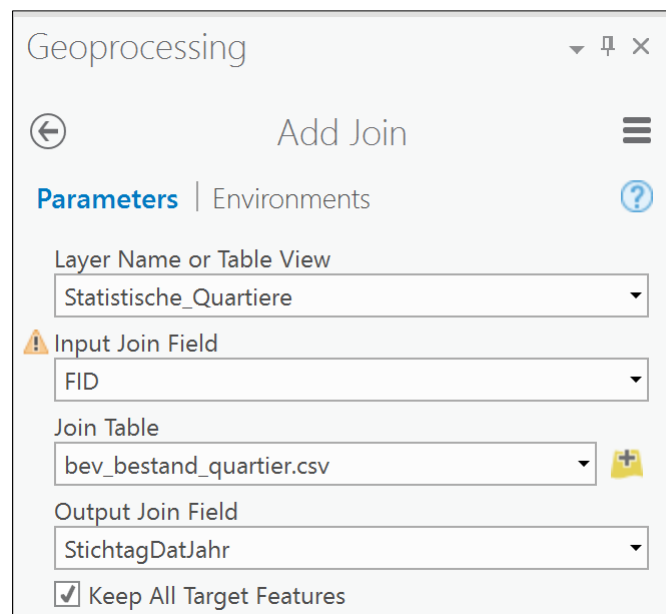 Geoprocessing
Add Join
Parameters | Environments
Layer Name or Table View
Statistische_Quartiere
Input Join Field
FID
Join Table
bev_bestand_quartier.csv
Output Join Field
StichtagDatJahr
Keep All Target Features